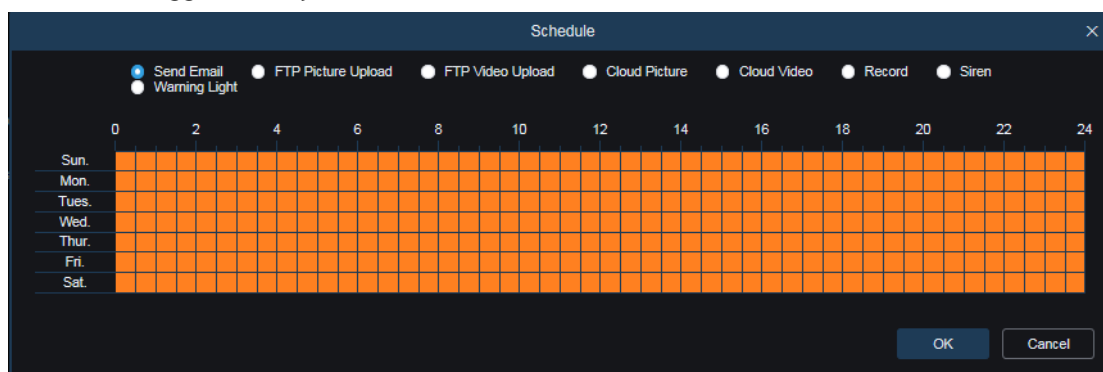 Schedule
Send Email FTP Picture Upload FTP Video Upload Cloud Picture Cloud Video Record Siren
Warning Light
0 2 4 6 8 10 12 14 16 18 20 22 24
Sun.
Mon.
Tues.
Wed.
Thur.
Fri.
Sat.
OK Cancel